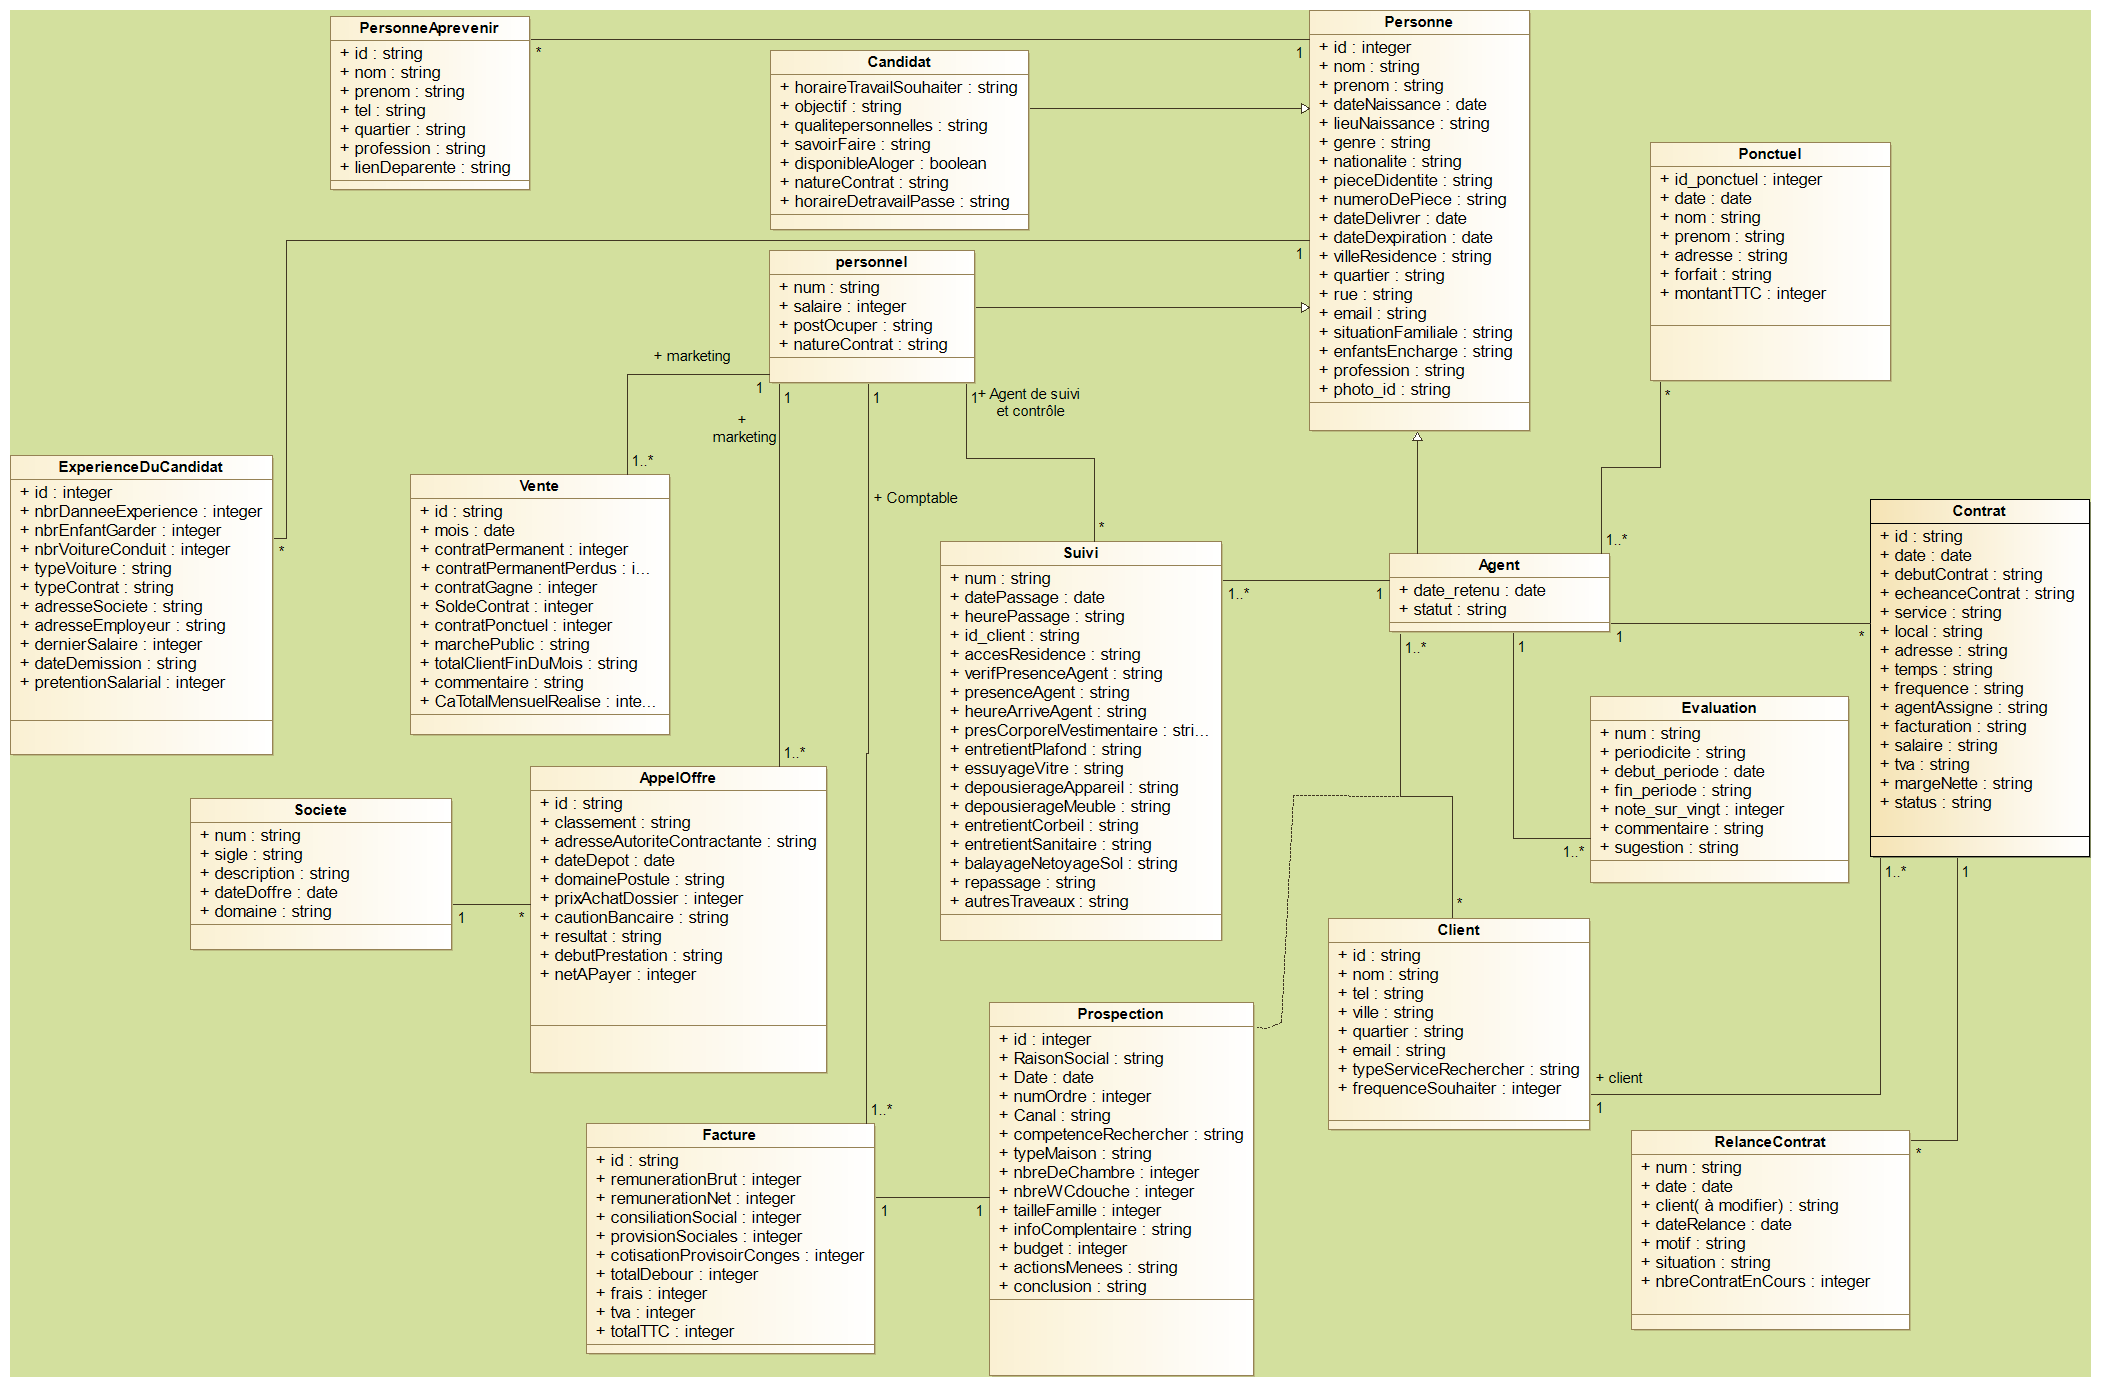 PersonneAprevenir
+ id : string
+ nom : string
+ prenom : string
+ tel : string
+ quartier : string
+ profession : string
+ lienDeparente : string
*
1
Personne
+ id : integer
+ nom : string
+ prenom : string
+ dateNaissance : date
+ lieuNaissance : string
+ genre : string
+ nationalite : string
+ pieceDidentite : string
+ numeroDePiece : string
+ dateDelivrer : date
+ dateDexpiration : date
+ villeResidence : string
+ quartier : string
+ rue : string
+ email : string
+ situationFamiliale : string
+ enfantsEncharge : string
+ profession : string
+ photo_id : string
1
Candidat
+ horaireTravailSouhaiter : string
+ objectif : string
+ qualitepersonnelles : string
+ savoirFaire : string
+ disponibleAloger : boolean
+ natureContrat : string
+ horaireDetravailPasse : string
Ponctuel
+ id_ponctuel : integer
+ date : date
+ nom : string
+ prenom : string
+ adresse : string
+ forfait : string
+ montantTTC : integer
*
1..*
personnel
+ num : string
+ salaire : integer
+ postOcuper : string
+ natureContrat : string
+ marketing
1
1
+
marketing
1
+ Comptable
1
+ Agent de suivi
et contrôle
ExperienceDuCandidat
+ id : integer
+ nbrDanneeExperience : integer
+ nbrEnfantGarder : integer
+ nbrVoitureConduit : integer
+ typeVoiture : string
+ typeContrat : string
+ adresseSociete : string
+ adresseEmployeur : string
+ dernierSalaire : integer
+ dateDemission : string
+ pretentionSalarial : integer
*
1..*
Vente
+ id : string
+ mois : date
+ contratPermanent : integer
+ contratPermanentPerdus : i...
+ contratGagne : integer
+ SoldeContrat : integer
+ contratPonctuel : integer
+ marchePublic : string
+ totalClientFinDuMois : string
+ commentaire : string
+ CaTotalMensuelRealise : inte...
*
Suivi
+ num : string
+ datePassage : date
+ heurePassage : string
+ id_client : string
+ accesResidence : string
+ verifPresenceAgent : string
+ presenceAgent : string
+ heureArriveAgent : string
+ presCorporelVestimentaire : stri...
+ entretientPlafond : string
+ essuyageVitre : string
+ depousierageAppareil : string
+ depousierageMeuble : string
+ entretientCorbeil : string
+ entretientSanitaire : string
+ balayageNetoyageSol : string
+ repassage : string
+ autresTraveaux : string
1..*
1
Agent
+ date_retenu : date
+ statut : string
1..*
1
1
*
Contrat
+ id : string
+ date : date
+ debutContrat : string
+ echeanceContrat : string
+ service : string
+ local : string
+ adresse : string
+ temps : string
+ frequence : string
+ agentAssigne : string
+ facturation : string
+ salaire : string
+ tva : string
+ margeNette : string
+ status : string
1..*
1
Evaluation
+ num : string
+ periodicite : string
+ debut_periode : date
+ fin_periode : string
+ note_sur_vingt : integer
+ commentaire : string
+ sugestion : string
1..*
1..*
AppelOffre
+ id : string
+ classement : string
+ adresseAutoriteContractante : string
+ dateDepot : date
+ domainePostule : string
+ prixAchatDossier : integer
+ cautionBancaire : string
+ resultat : string
+ debutPrestation : string
+ netAPayer : integer
Societe
+ num : string
+ sigle : string
+ description : string
+ dateDoffre : date
+ domaine : string
1
*
*
Client
+ id : string
+ nom : string
+ tel : string
+ ville : string
+ quartier : string
+ email : string
+ typeServiceRechercher : string
+ frequenceSouhaiter : integer
+ client
1
Prospection
+ id : integer
+ RaisonSocial : string
+ Date : date
+ numOrdre : integer
+ Canal : string
+ competenceRechercher : string
+ typeMaison : string
+ nbreDeChambre : integer
+ nbreWCdouche : integer
+ tailleFamille : integer
+ infoComplentaire : string
+ budget : integer
+ actionsMenees : string
+ conclusion : string
1..*
Facture
+ id : string
+ remunerationBrut : integer
+ remunerationNet : integer
+ consiliationSocial : integer
+ provisionSociales : integer
+ cotisationProvisoirConges : integer
+ totalDebour : integer
+ frais : integer
+ tva : integer
+ totalTTC : integer
1
1
RelanceContrat
+ num : string
+ date : date
+ client( à modifier) : string
+ dateRelance : date
+ motif : string
+ situation : string
+ nbreContratEnCours : integer
*